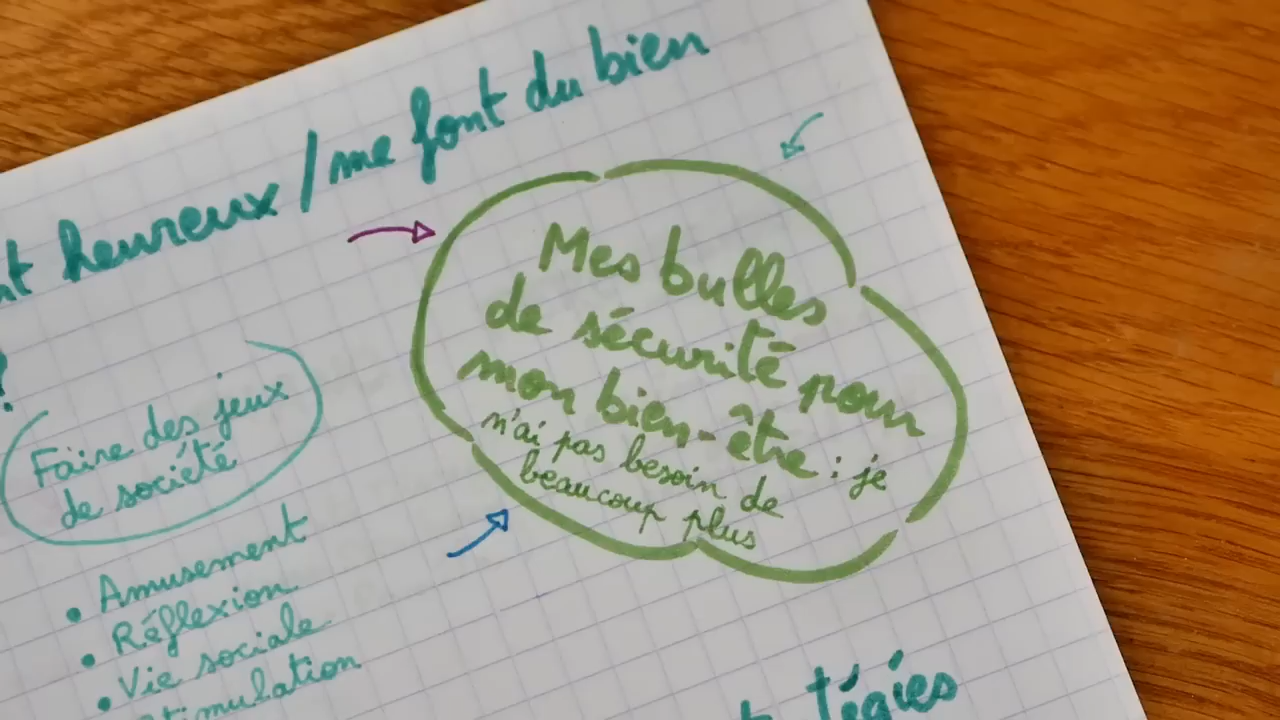 heureux / me font du bien
Mes bulles
de sécurité pour
mon bien-être : je
n'ai pas besoin de
beaucoup plus
Faire des jeux
de société
• Amusement
• Réflexion
• Vie sociale